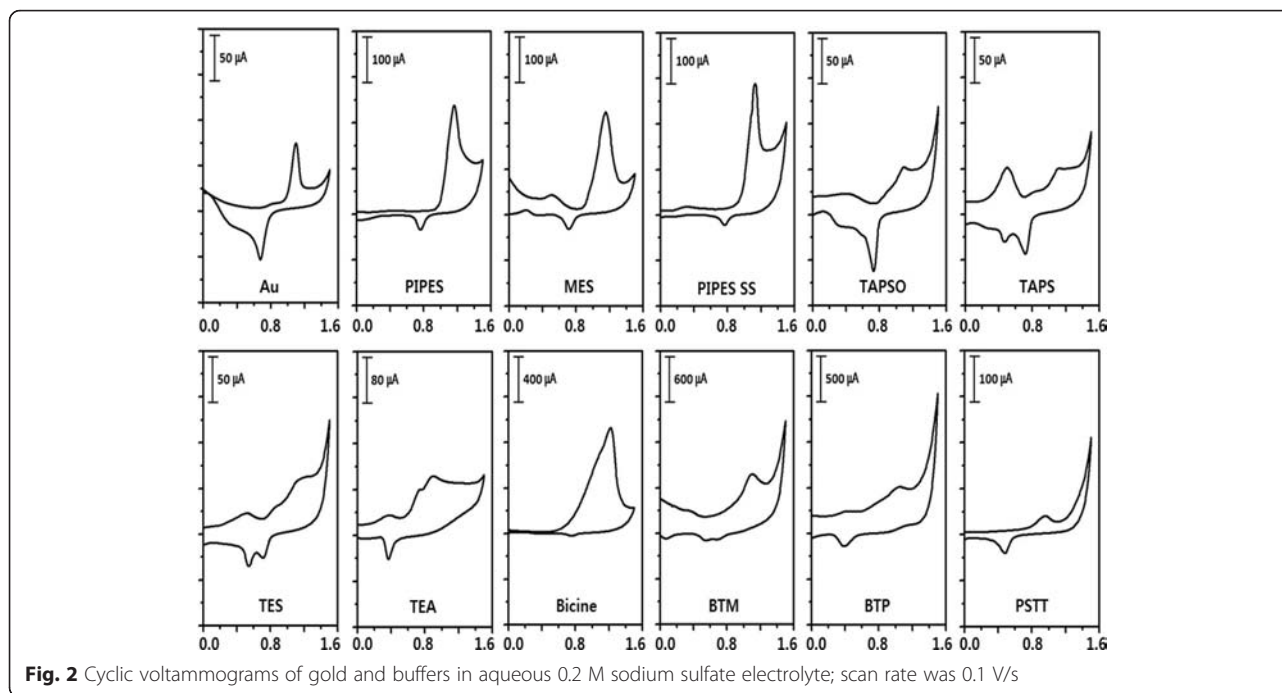 50 µA 100 µA 100 µA 100 µA 50 µA 50 µA
Au PIPES MES PIPES SS TAPSO TAPS
0.0 0.8 1.6 0.0 0.8 1.6 0.0 0.8 1.6 0.0 0.8 1.6 0.0 0.8 1.6 0.0 0.8 1.6
50 µA 80 µA 400 µA 600 µA 500 µA 100 µA
TES TEA Bicine BTM BTP PSTT
0.0 0.8 1.6 0.0 0.8 1.6 0.0 0.8 1.6 0.0 0.8 1.6 0.0 0.8 1.6 0.0 0.8 1.6
Fig. 2 Cyclic voltammograms of gold and buffers in aqueous 0.2 M sodium sulfate electrolyte; scan rate was 0.1 V/s